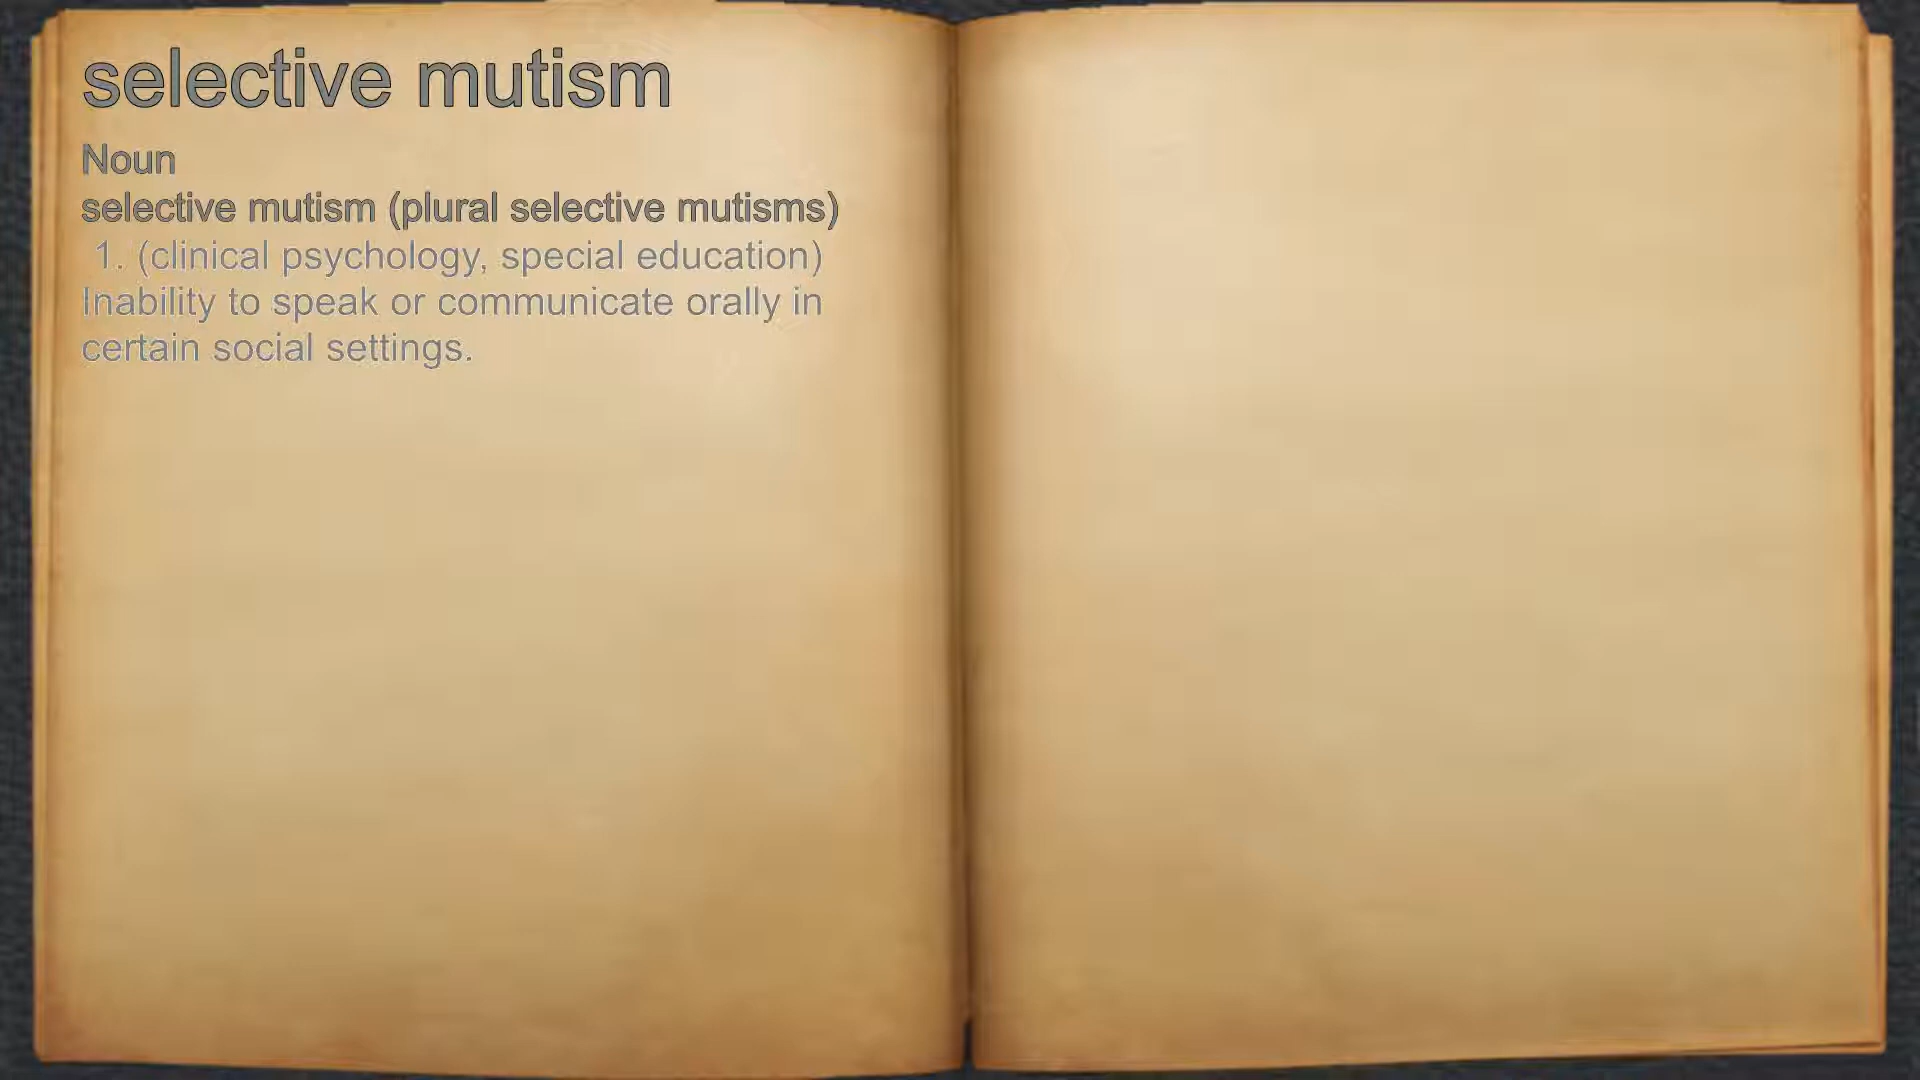 selective mutism
Noun
selective mutism (plural selective mutisms)
1. (clinical psychology, special education)
Inability to speak or communicate orally in
certain social settings.